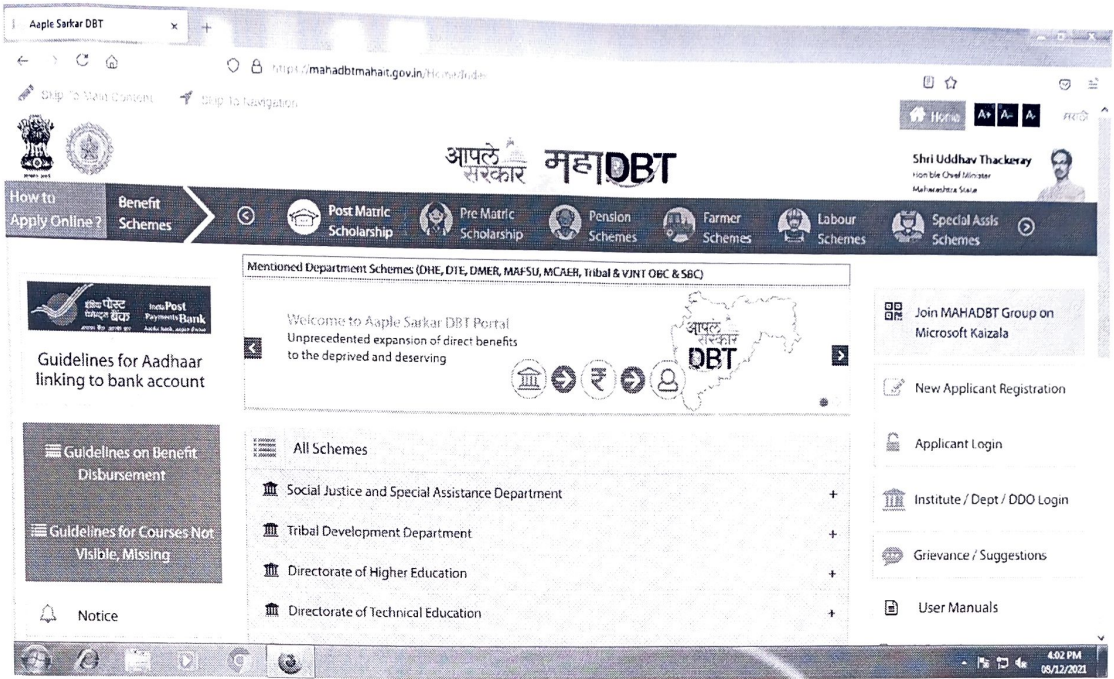 Aaple Sarkar DBT
https://mahadbtmahait.gov.in/Home/Index
Skip To Main Content
Skip To Navigation
Home
A+
A-
मराठी
आपले सरकार
महाDBT
Shri Uddhav Thackeray
Hon'ble Chief Minister
Maharashtra State
How to
Apply Online ?
Benefit
Schemes
Post Matric
Scholarship
Pre Matric
Scholarship
Pension
Schemes
Farmer
Schemes
Labour
Schemes
Special Assis
Schemes
Mentioned Department Schemes (DHE, DTE, DMER, MAFSU, MCAER, Tribal & VJNT OBC & SBC)
इंडिया पोस्ट
पेमेंट्स बैंक
India Post
Payments Bank
Guidelines for Aadhaar
linking to bank account
Welcome to Aaple Sarkar DBT Portal
Unprecedented expansion of direct benefits
to the deprived and deserving
₹
आपले
सरकार
DBT
Guidelines on Benefit
Disbursement
Guidelines for Courses Not
Visible, Missing
Notice
All Schemes
Social Justice and Special Assistance Department +
Tribal Development Department +
Directorate of Higher Education +
Directorate of Technical Education +
Join MAHADBT Group on
Microsoft Kaizala
New Applicant Registration
Applicant Login
Institute / Dept / DDO Login
Grievance / Suggestions
User Manuals
4:02 PM
08/12/2021